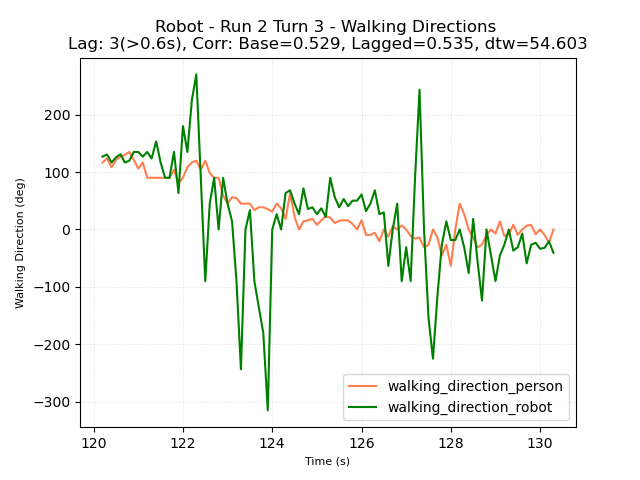 Robot - Run 2 Turn 3 - Walking Directions
Lag: 3(>0.6s), Corr: Base=0.529, Lagged=0.535, dtw=54.603
200
100
0
−100
−200
−300
Walking Direction (deg)
walking_direction_person
walking_direction_robot
120 122 124 126 128 130
Time (s)